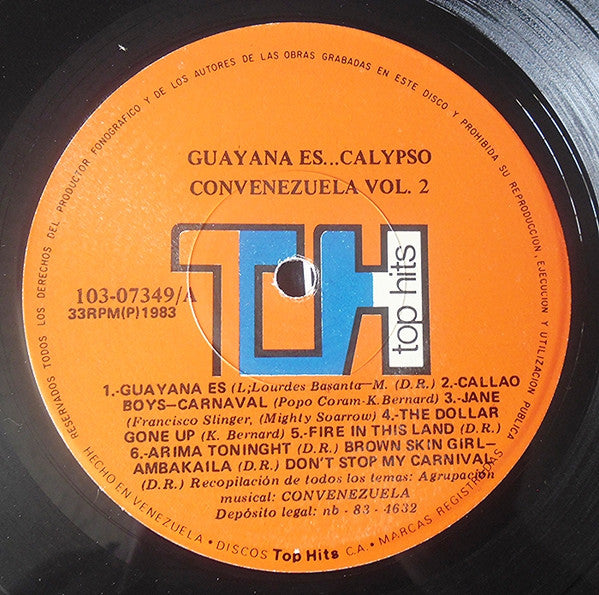 RESERVADOS TODOS LOS DERECHOS DEL PRODUCTOR FONOGRAFICO Y DE LOS AUTORES DE LAS OBRAS GRABADAS EN ESTE DISCO Y PROHIBIDA SU REPRODUCCION, EJECUCION Y UTILIZACION PUBLICA
GUAYANA ES...CALYPSO
CONVENEZUELA VOL. 2
TH
top hits
103-07349/A
33RPM(P)1983
1.-GUAYANA ES (L;Lourdes Basanta-M. (D.R.) 2.-CALLAO
BOYS-CARNAVAL (Popo Coram-K.Bernard) 3.-JANE
(Francisco Slinger, (Mighty Soarrow) 4.-THE DOLLAR
GONE UP (K. Bernard) 5.-FIRE IN THIS LAND (D.R.)
6.-ARIMA TONINGHT (D.R.) BROWN SKIN GIRL-
AMBAKAILA (D.R.) DON'T STOP MY CARNIVAL
(D.R.) Recopilación de todos los temas: Agrupación
musical: CONVENEZUELA
Depósito legal: nb - 83 - 4632
HECHO EN VENEZUELA • DISCOS Top Hits C.A. • MARCAS REGISTRADAS